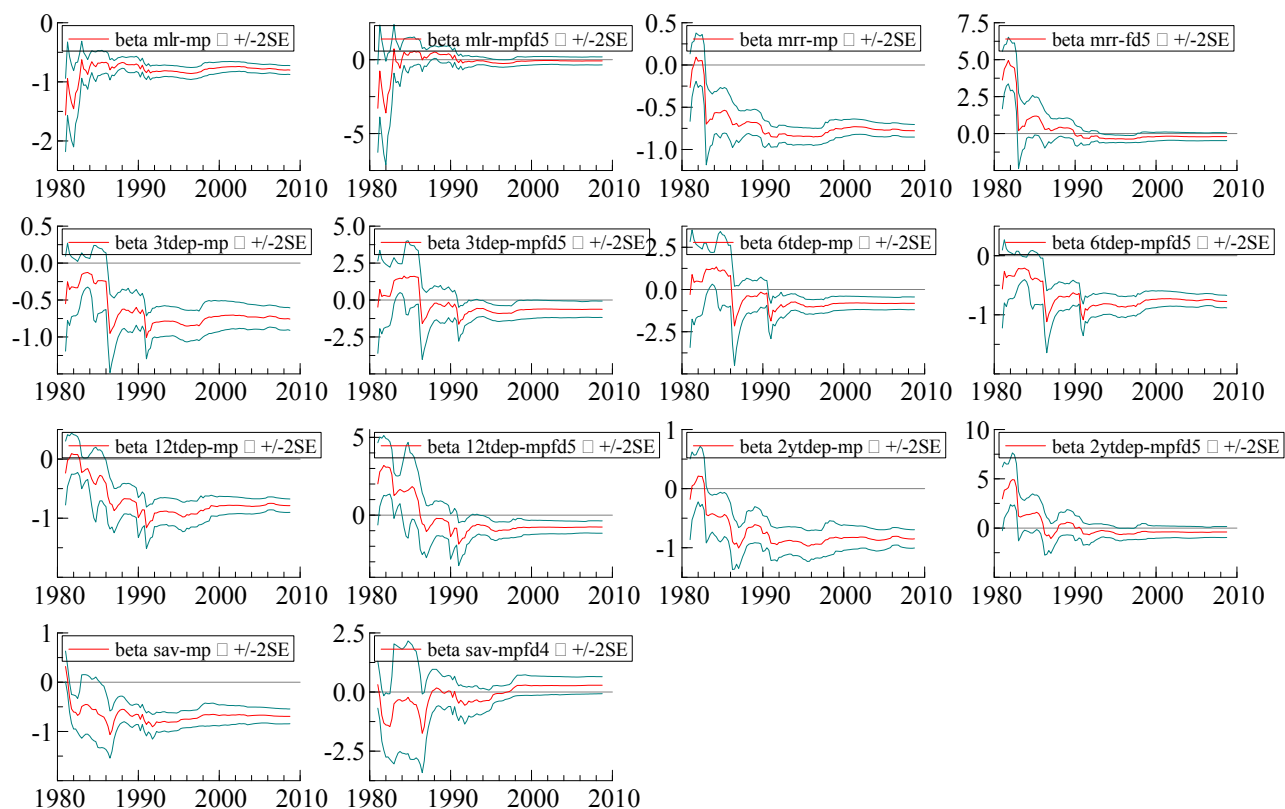 beta mlr-mp □ +/-2SE
0
-1
-2
1980 1990 2000 2010
beta mlr-mpfd5 □ +/-2SE
0
-5
1980 1990 2000 2010
beta mrr-mp □ +/-2SE
0.5
0.0
-0.5
-1.0
1980 1990 2000 2010
beta mrr-fd5 □ +/-2SE
7.5
5.0
2.5
0.0
1980 1990 2000 2010
beta 3tdep-mp □ +/-2SE
0.5
0.0
-0.5
-1.0
1980 1990 2000 2010
beta 3tdep-mpfd5 □ +/-2SE
5.0
2.5
0.0
-2.5
1980 1990 2000 2010
beta 6tdep-mp □ +/-2SE
2.5
0.0
-2.5
1980 1990 2000 2010
beta 6tdep-mpfd5 □ +/-2SE
0
-1
1980 1990 2000 2010
beta 12tdep-mp □ +/-2SE
0
-1
1980 1990 2000 2010
beta 12tdep-mpfd5 □ +/-2SE
5
0
1980 1990 2000 2010
beta 2ytdep-mp □ +/-2SE
1
0
-1
1980 1990 2000 2010
beta 2ytdep-mpfd5 □ +/-2SE
10
5
0
1980 1990 2000 2010
beta sav-mp □ +/-2SE
1
0
-1
1980 1990 2000 2010
beta sav-mpfd4 □ +/-2SE
2.5
0.0
-2.5
1980 1990 2000 2010